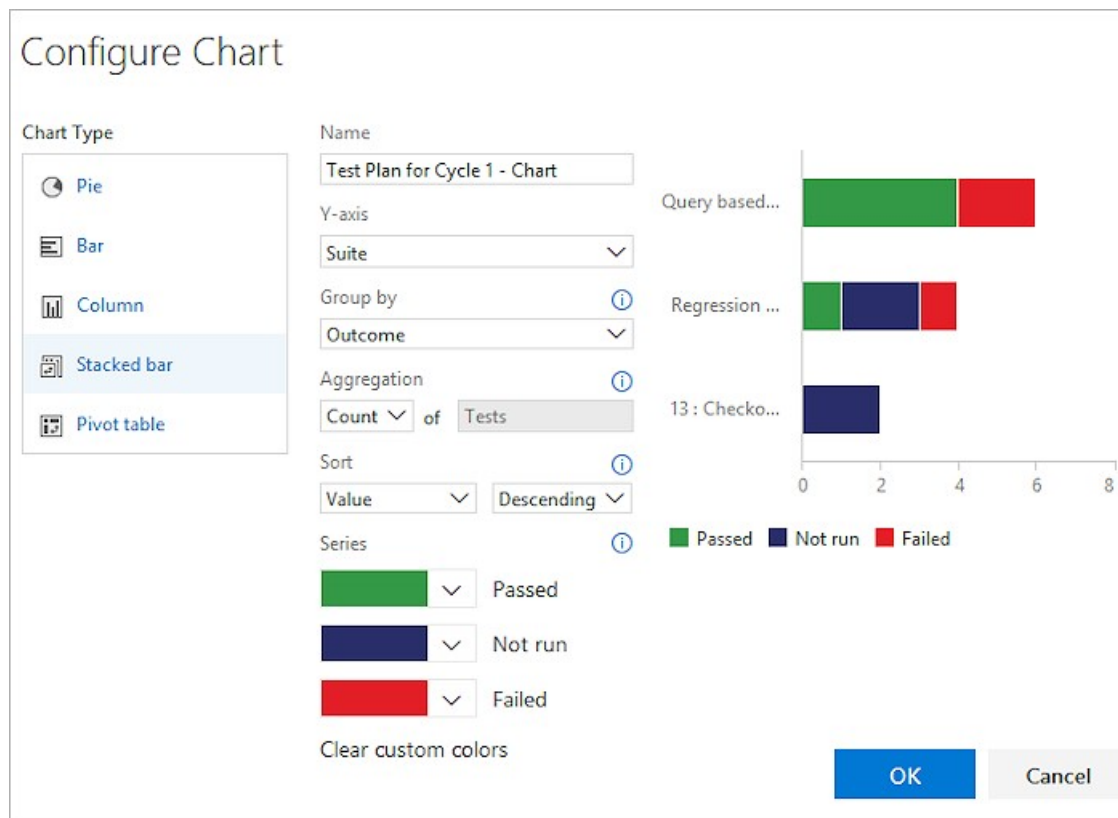 Configure Chart
Chart Type
Pie
Bar
Column
Stacked bar
Pivot table
Name
Test Plan for Cycle 1 - Chart
Y-axis
Suite
Group by
Outcome
Aggregation
Count of Tests
Sort
Value Descending
Series
Passed
Not run
Failed
Clear custom colors
Query based...
Regression ...
13 : Checko...
0 2 4 6 8
Passed Not run Failed
OK Cancel